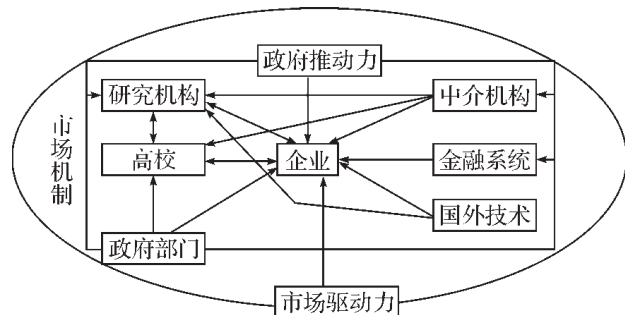 政府推动力
研究机构
中介机构
市场机制
高校
企业
金融系统
国外技术
政府部门
市场驱动力